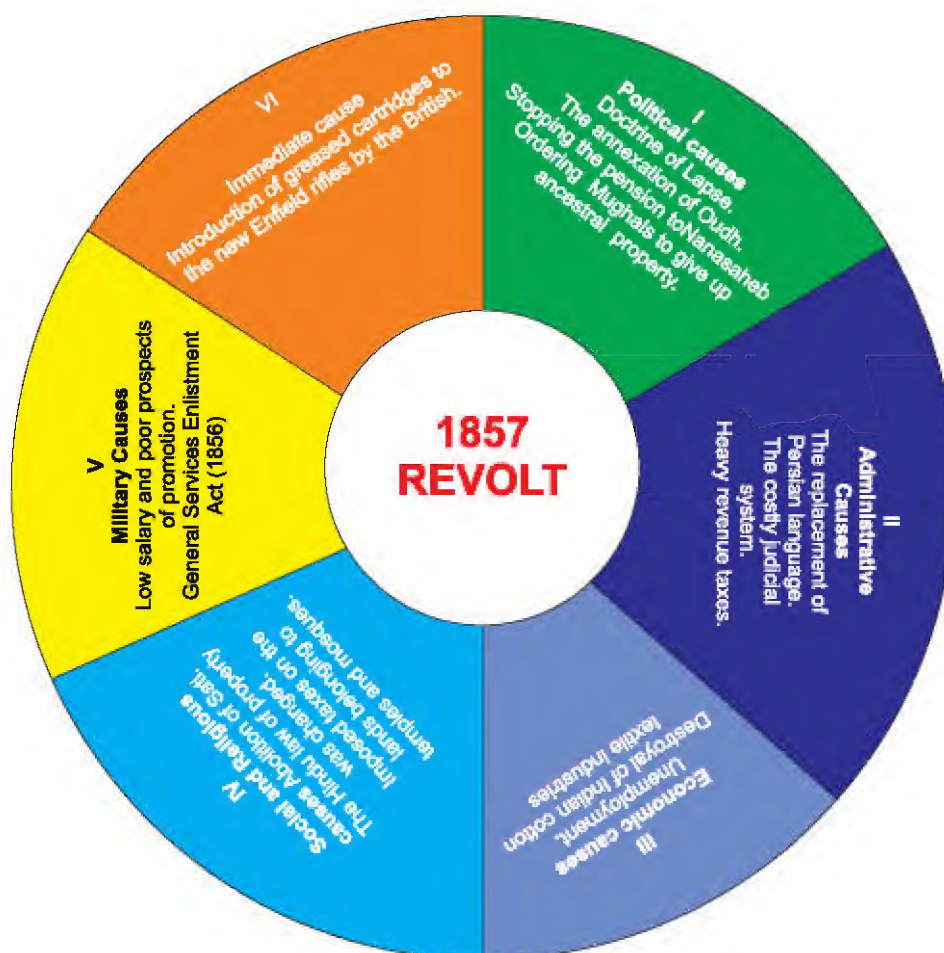 1857
REVOLT
I
Political causes
Doctrine of Lapse.
The annexation of Oudh.
Stopping the pension toNanasaheb
Ordering Mughals to give up
ancestral property.
II
Administrative
Causes
The replacement of
Persian language.
The costly judicial
system.
Heavy revenue taxes.
III
Economic causes
Unemployment.
Destroyal of Indian cotton
textile industries
IV
Social and Religious
causes Abolition of Sati.
The Hindu law of property
was changed.
Imposed taxes on the
lands belonging to
temples and mosques.
V
Military Causes
Low salary and poor prospects
of promotion.
General Services Enlistment
Act (1856)
VI
Immediate cause
Introduction of greased cartridges to
the new Enfield rifles by the British.